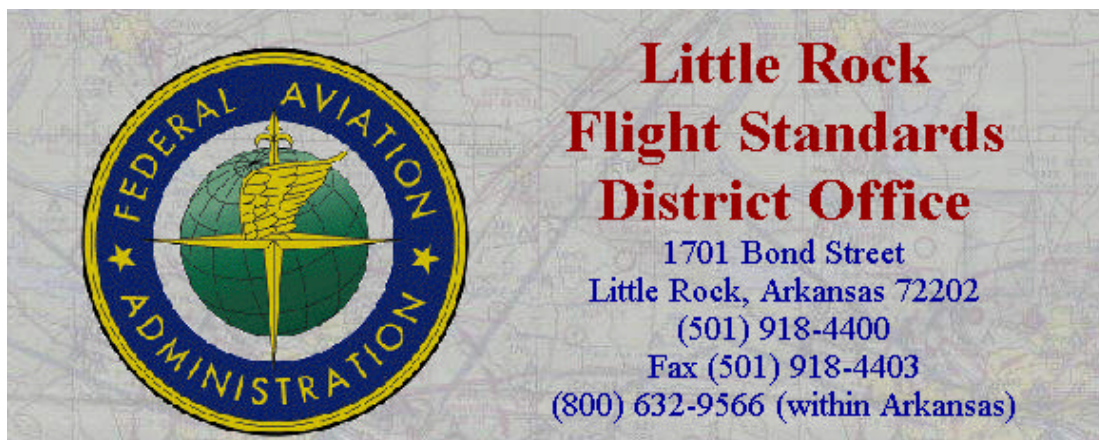 FEDERAL AVIATION
ADMINISTRATION
Little Rock
Flight Standards
District Office
1701 Bond Street
Little Rock, Arkansas 72202
(501) 918-4400
Fax (501) 918-4403
(800) 632-9566 (within Arkansas)